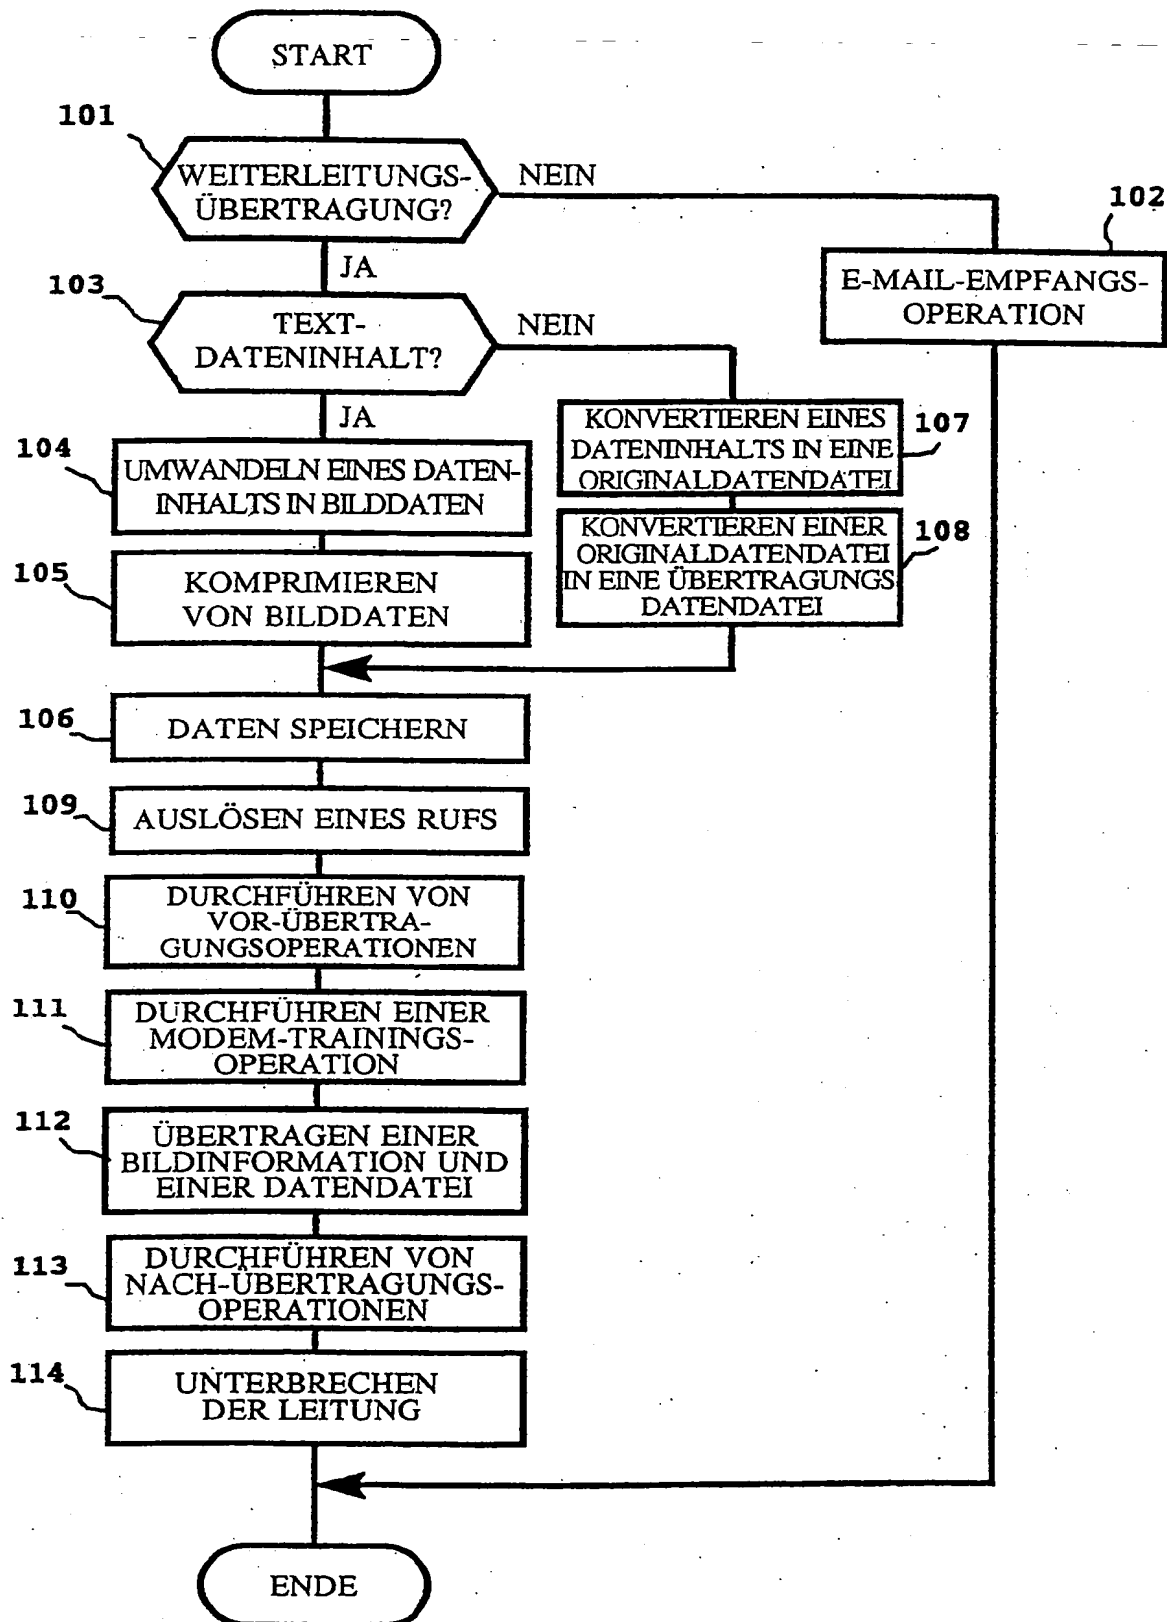 START
101
WEITERLEITUNGS-
ÜBERTRAGUNG?
NEIN
JA
102
E-MAIL-EMPFANGS-
OPERATION
103
TEXT-
DATENINHALT?
NEIN
JA
104
UMWANDELN EINES DATEN-
INHALTS IN BILDDATEN
107
KONVERTIEREN EINES
DATENINHALTS IN EINE
ORIGINALDATENDATEI
108
KONVERTIEREN EINER
ORIGINALDATENDATEI
IN EINE ÜBERTRAGUNGS
DATENDATEI
105
KOMPRIMIEREN
VON BILDDATEN
106
DATEN SPEICHERN
109
AUSLÖSEN EINES RUFS
110
DURCHFÜHREN VON
VOR-ÜBERTRA-
GUNGSOPERATIONEN
111
DURCHFÜHREN EINER
MODEM-TRAININGS-
OPERATION
112
ÜBERTRAGEN EINER
BILDINFORMATION UND
EINER DATENDATEI
113
DURCHFÜHREN VON
NACH-ÜBERTRAGUNGS-
OPERATIONEN
114
UNTERBRECHEN
DER LEITUNG
ENDE